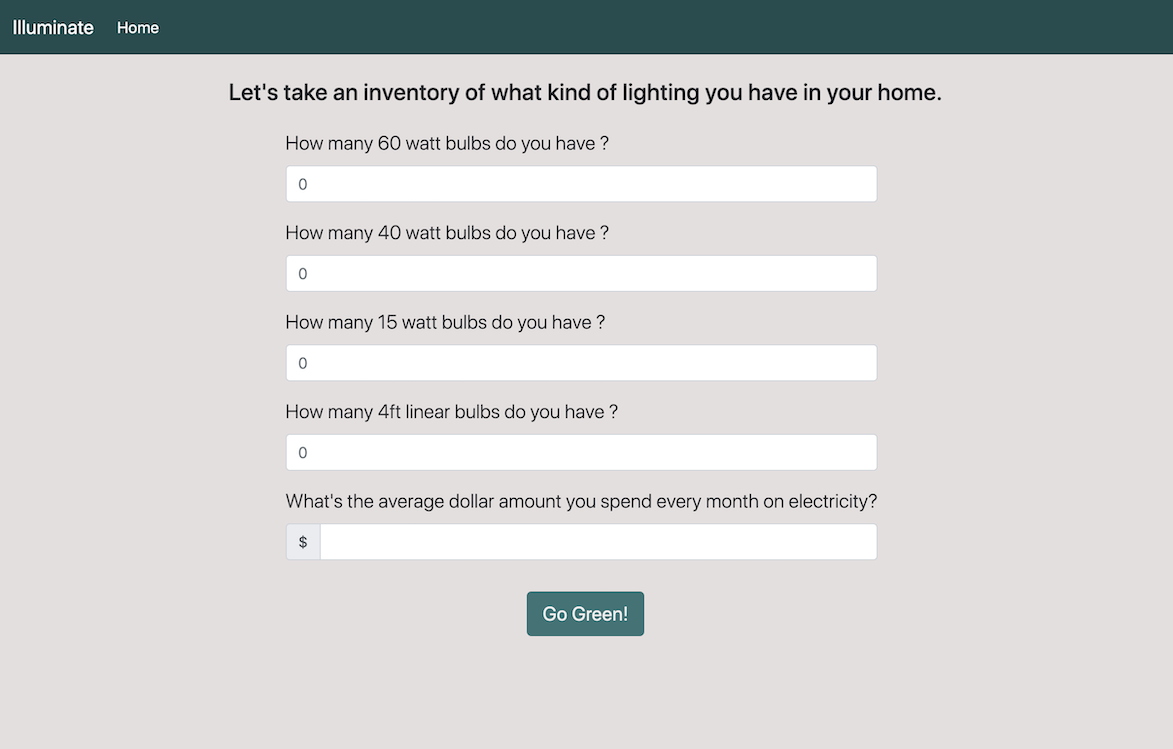 Illuminate Home
Let's take an inventory of what kind of lighting you have in your home.
How many 60 watt bulbs do you have ?
0
How many 40 watt bulbs do you have ?
0
How many 15 watt bulbs do you have ?
0
How many 4ft linear bulbs do you have ?
0
What's the average dollar amount you spend every month on electricity?
$
Go Green!